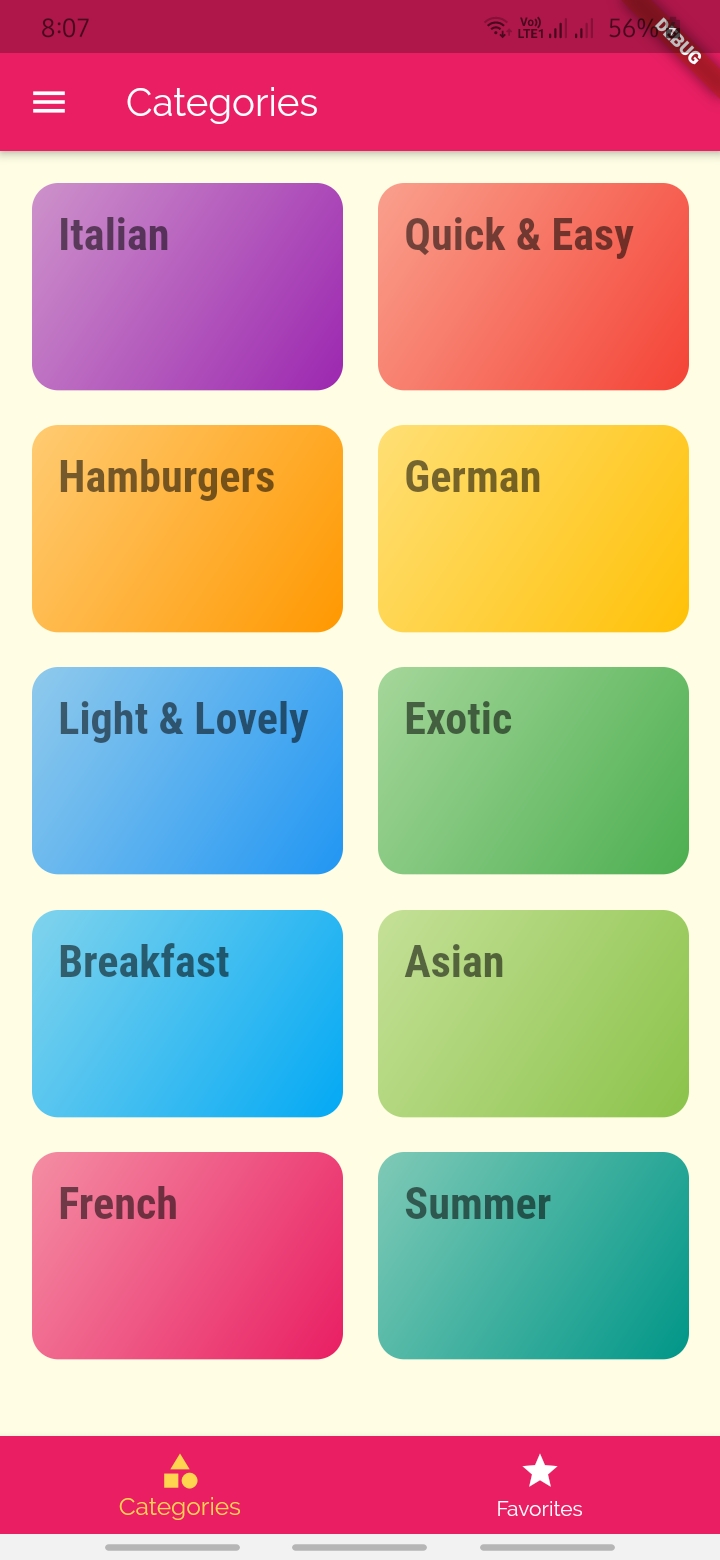 8:07
Vo))
LTE1
56%
DEBUG
Categories
Italian
Quick & Easy
Hamburgers
German
Light & Lovely
Exotic
Breakfast
Asian
French
Summer
Categories
Favorites